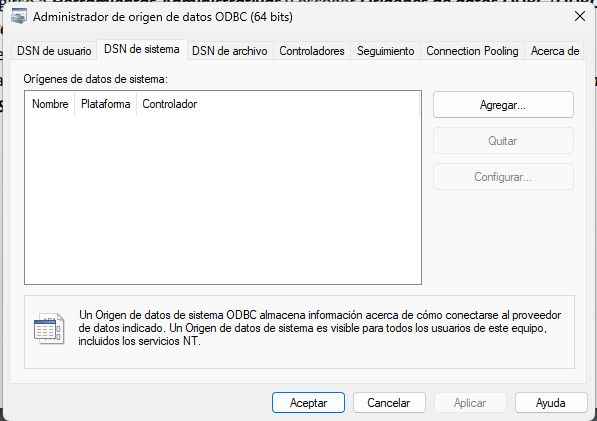 Administrador de origen de datos ODBC (64 bits)
DSN de usuario DSN de sistema DSN de archivo Controladores Seguimiento Connection Pooling Acerca de
Orígenes de datos de sistema:
Nombre Plataforma Controlador
Agregar...
Quitar
Configurar...
Un Origen de datos de sistema ODBC almacena información acerca de cómo conectarse al proveedor
de datos indicado. Un Origen de datos de sistema es visible para todos los usuarios de este equipo,
incluidos los servicios NT.
Aceptar Cancelar Aplicar Ayuda